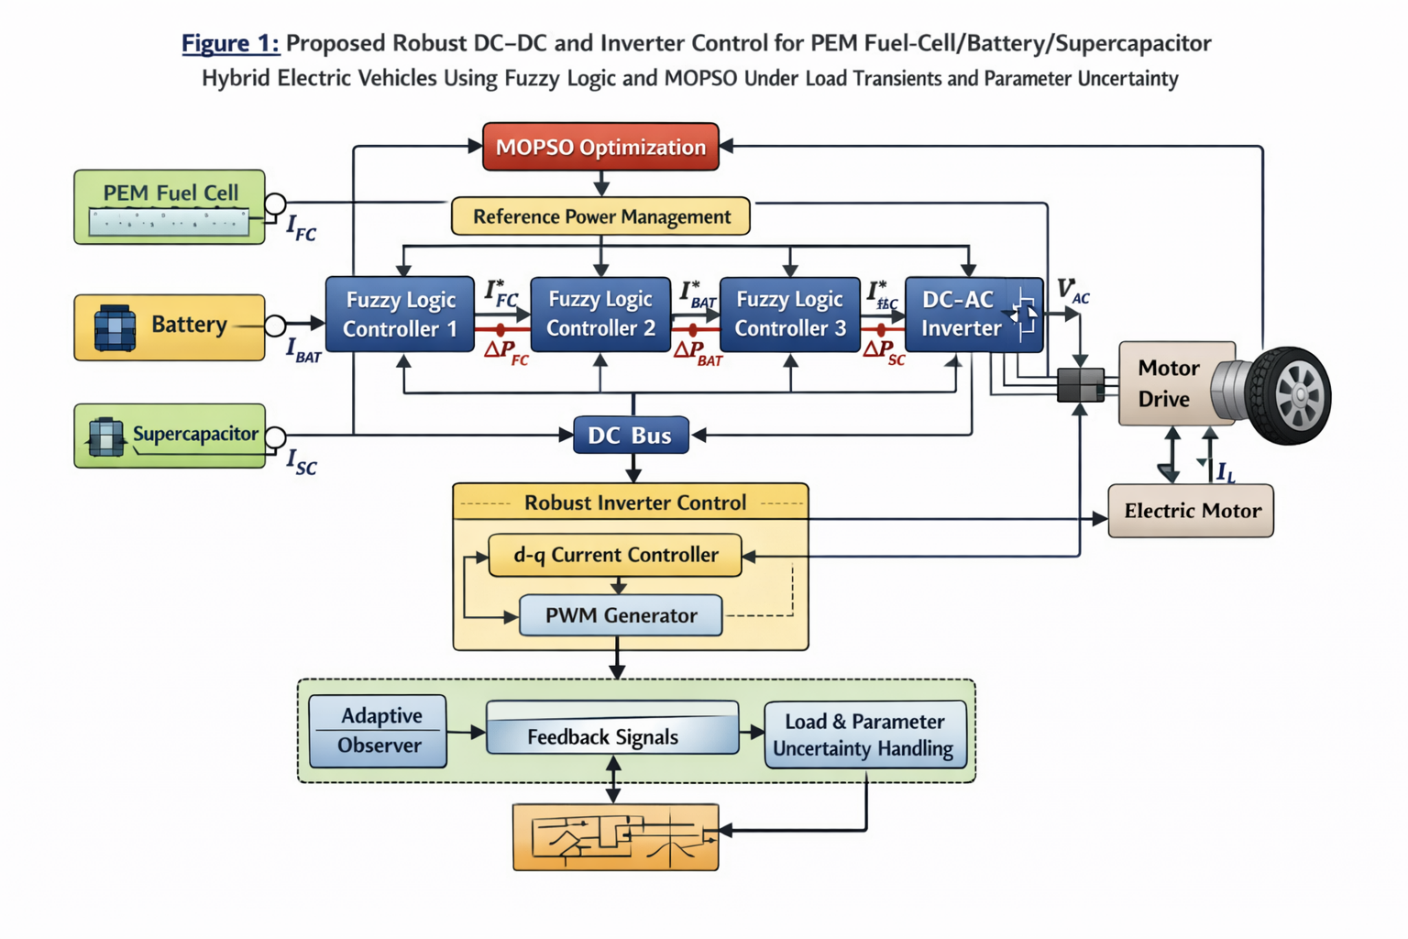 Figure 1: Proposed Robust DC–DC and Inverter Control for PEM Fuel-Cell/Battery/Supercapacitor
Hybrid Electric Vehicles Using Fuzzy Logic and MOPSO Under Load Transients and Parameter Uncertainty
MOPSO Optimization
PEM Fuel Cell
I_FC
Reference Power Management
Battery
I_BAT
Fuzzy Logic
Controller 1
I*_FC
ΔP_FC
Fuzzy Logic
Controller 2
I*_BAT
ΔP_BAT
Fuzzy Logic
Controller 3
I*
ΔP_SC
DC-AC
Inverter
V*_AC
Motor
Drive
Supercapacitor
I_SC
DC Bus
I_L
Electric Motor
Robust Inverter Control
d-q Current Controller
PWM Generator
Adaptive
Observer
Feedback Signals
Load & Parameter
Uncertainty Handling